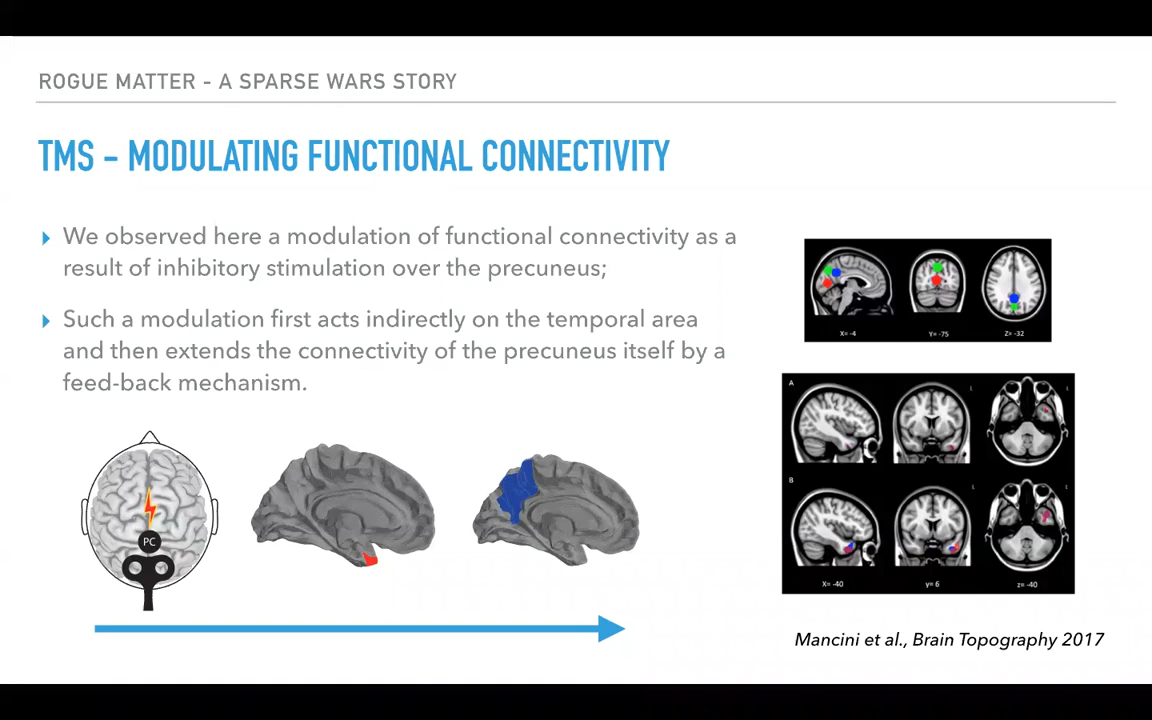 ROGUE MATTER - A SPARSE WARS STORY
TMS - MODULATING FUNCTIONAL CONNECTIVITY
We observed here a modulation of functional connectivity as a
result of inhibitory stimulation over the precuneus;
Such a modulation first acts indirectly on the temporal area
and then extends the connectivity of the precuneus itself by a
feed-back mechanism.
PC
X= -4
Y= -75
Z= -32
A
L
L
B
X= -40
y= 6
z= -40
Mancini et al., Brain Topography 2017